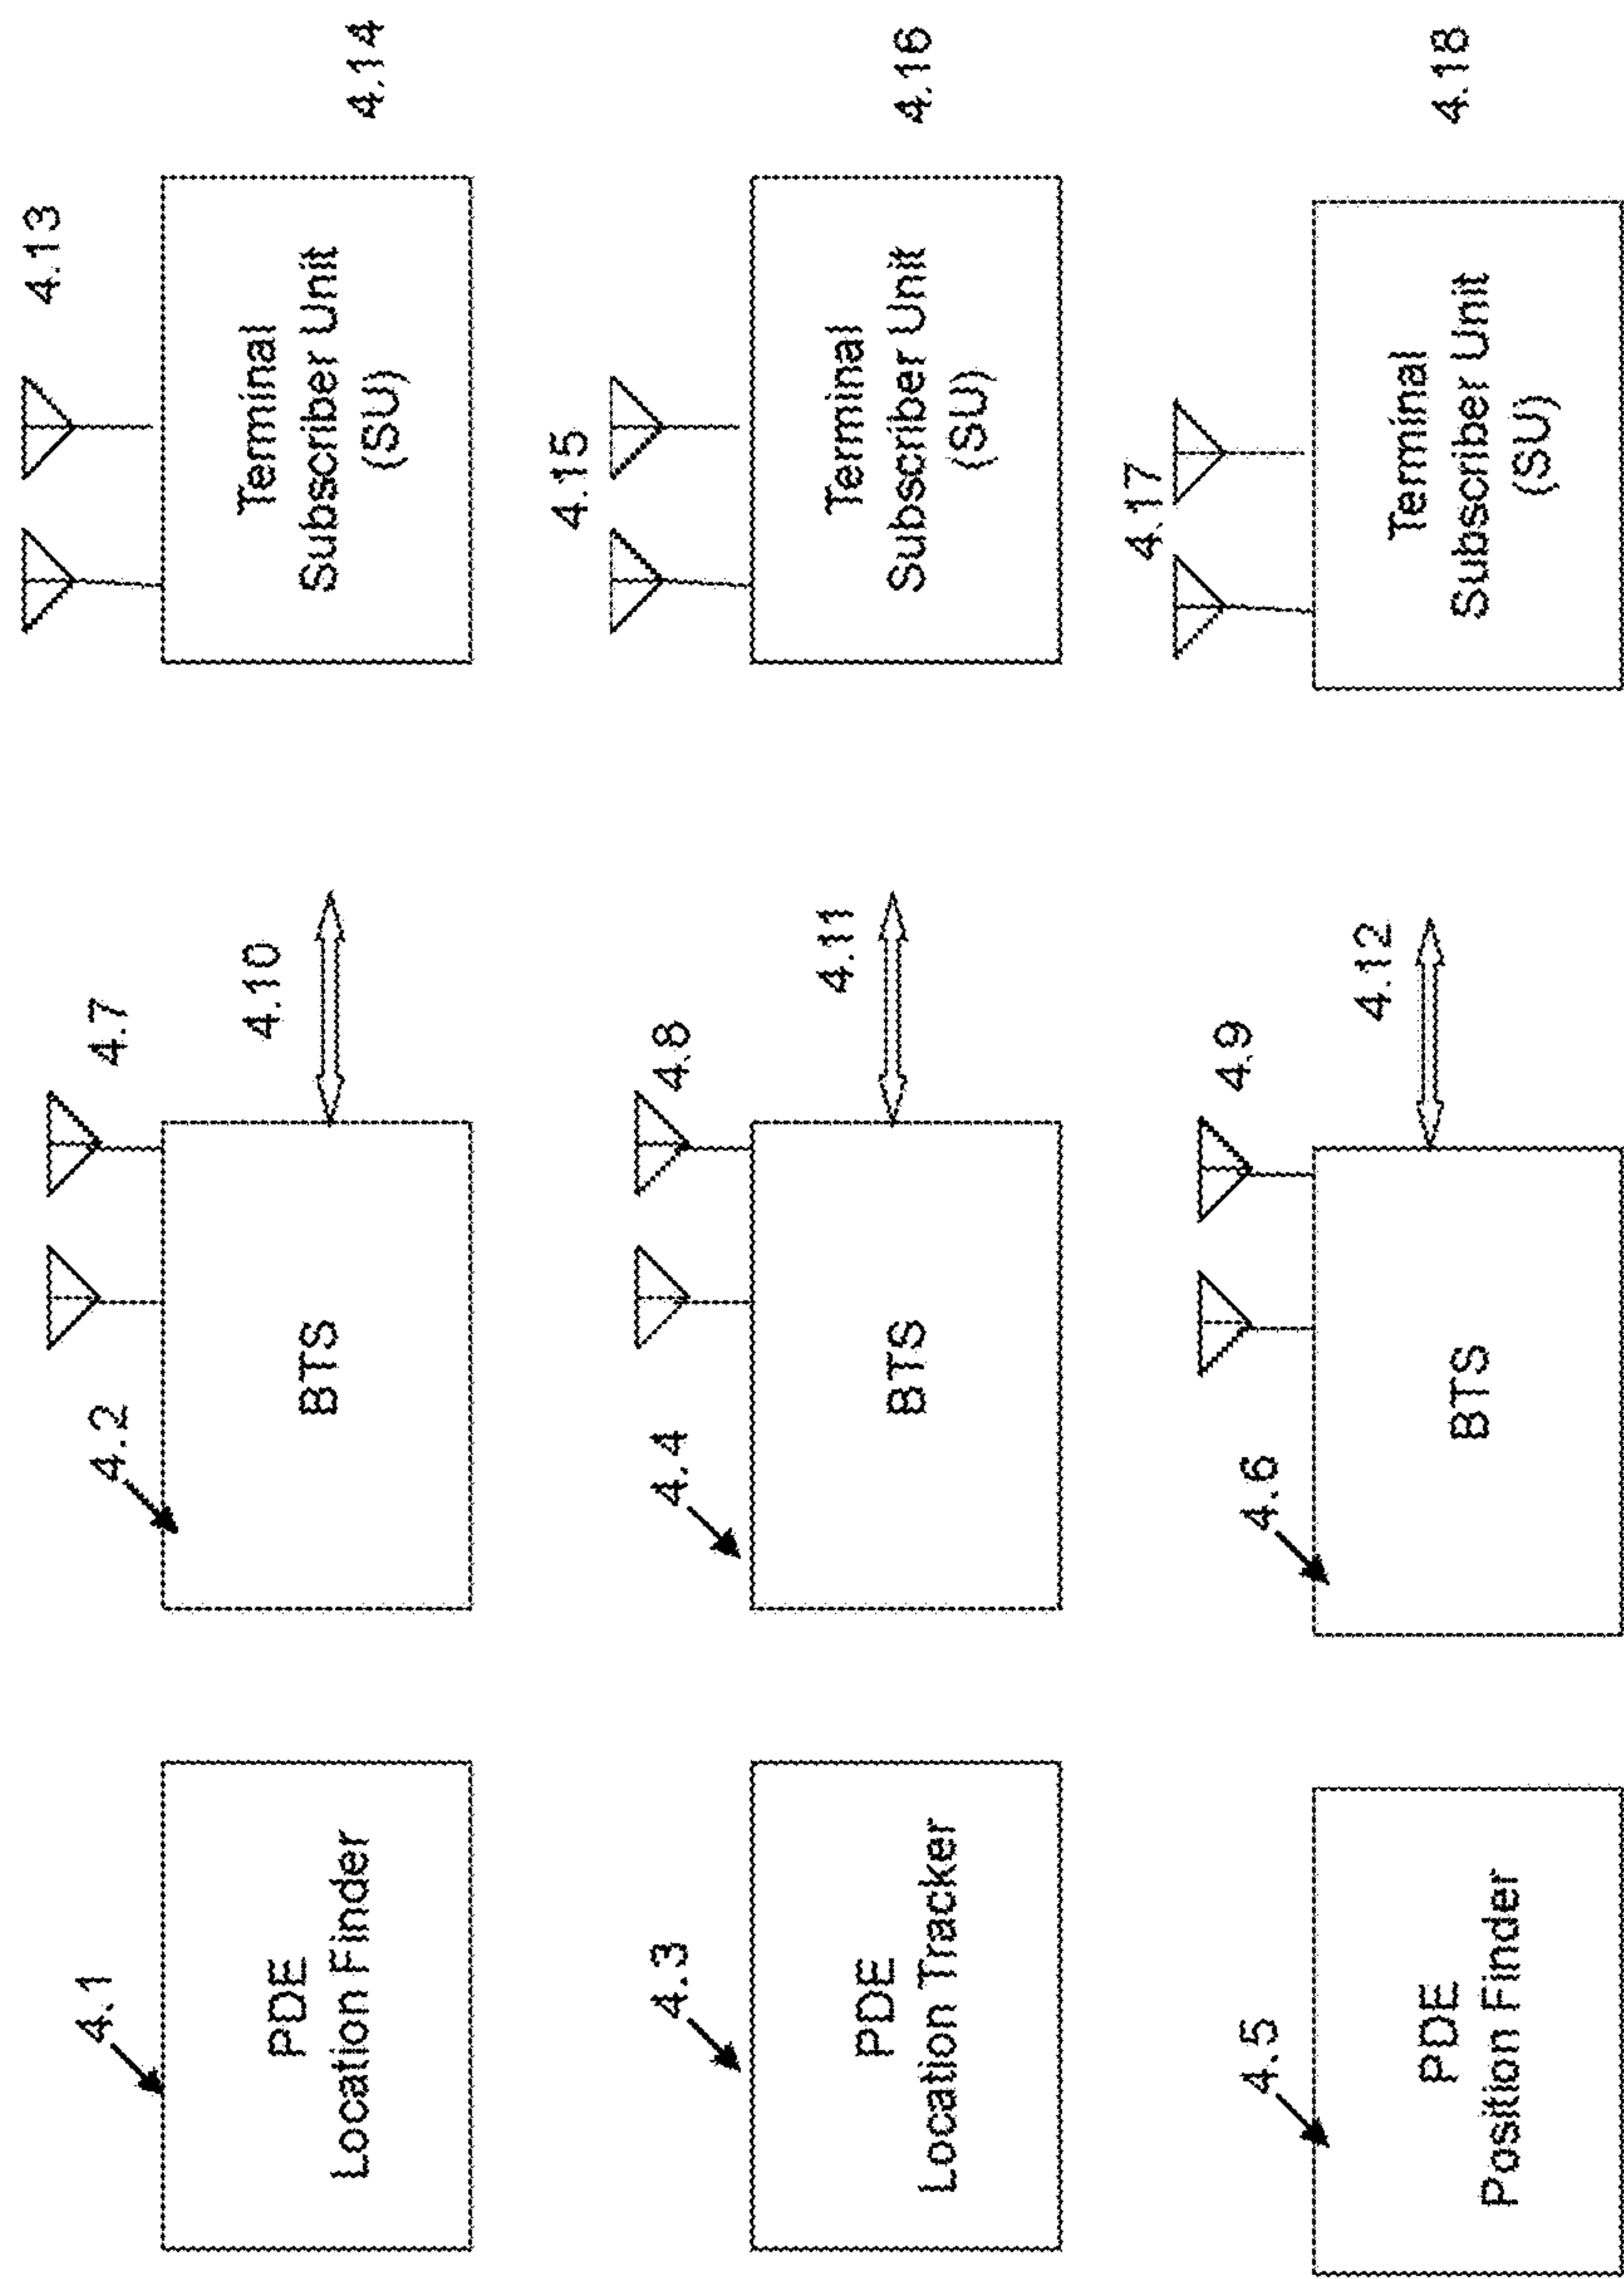 4.1
PDE
Location Finder
4.2
BTS
4.7
4.10
4.13
Terminal
Subscriber Unit
(SU)
4.14
4.3
PDE
Location Tracker
4.4
BTS
4.8
4.11
4.15
Terminal
Subscriber Unit
(SU)
4.16
4.5
PDE
Position Finder
4.6
BTS
4.9
4.12
4.17
Terminal
Subscriber Unit
(SU)
4.18